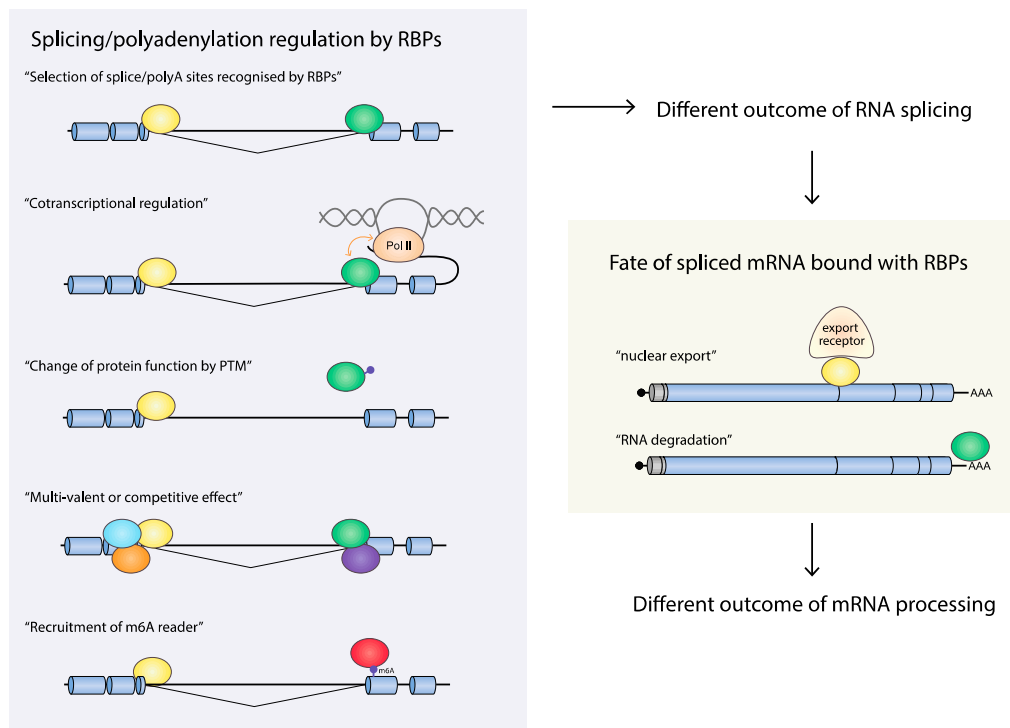 Splicing/polyadenylation regulation by RBPs
“Selection of splice/polyA sites recognised by RBPs”
“Cotranscriptional regulation”
Pol II
“Change of protein function by PTM”
“Multi-valent or competitive effect”
“Recruitment of m6A reader”
m6A
Different outcome of RNA splicing
Fate of spliced mRNA bound with RBPs
export
receptor
“nuclear export”
AAA
“RNA degradation”
AAA
Different outcome of mRNA processing